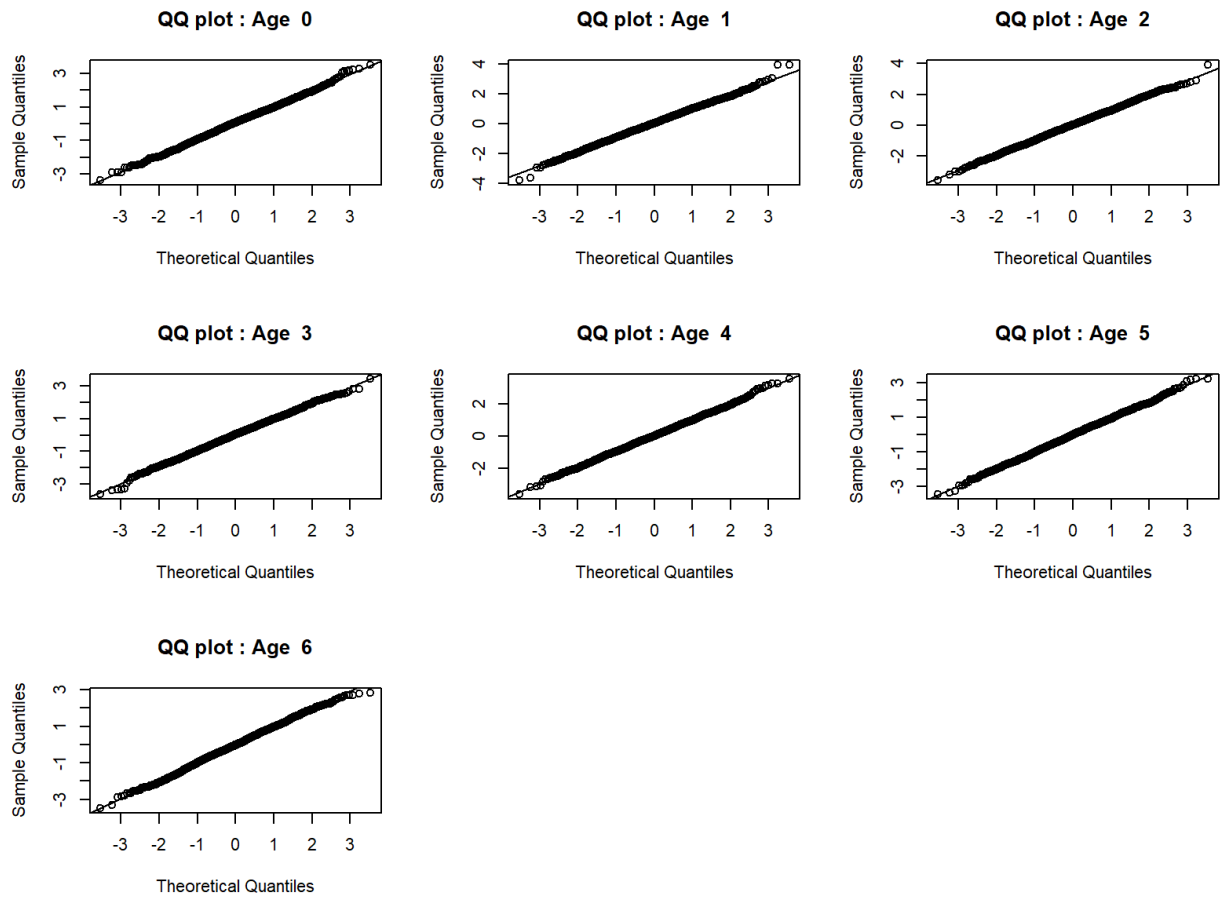 QQ plot : Age 0
QQ plot : Age 1
QQ plot : Age 2
Sample Quantiles
-3 -1 1 3
-3 -2 -1 0 1 2 3
Theoretical Quantiles
Sample Quantiles
-4 -2 0 2 4
-3 -2 -1 0 1 2 3
Theoretical Quantiles
Sample Quantiles
-2 0 2 4
-3 -2 -1 0 1 2 3
Theoretical Quantiles
QQ plot : Age 3
QQ plot : Age 4
QQ plot : Age 5
Sample Quantiles
-3 -1 1 3
-3 -2 -1 0 1 2 3
Theoretical Quantiles
Sample Quantiles
-2 0 2
-3 -2 -1 0 1 2 3
Theoretical Quantiles
Sample Quantiles
-3 -1 1 3
-3 -2 -1 0 1 2 3
Theoretical Quantiles
QQ plot : Age 6
Sample Quantiles
-3 -1 1 3
-3 -2 -1 0 1 2 3
Theoretical Quantiles